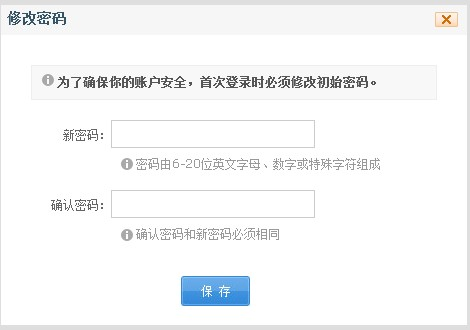 修改密码
为了确保你的账户安全，首次登录时必须修改初始密码。
新密码：
密码由6-20位英文字母、数字或特殊字符组成
确认密码：
确认密码和新密码必须相同
保 存